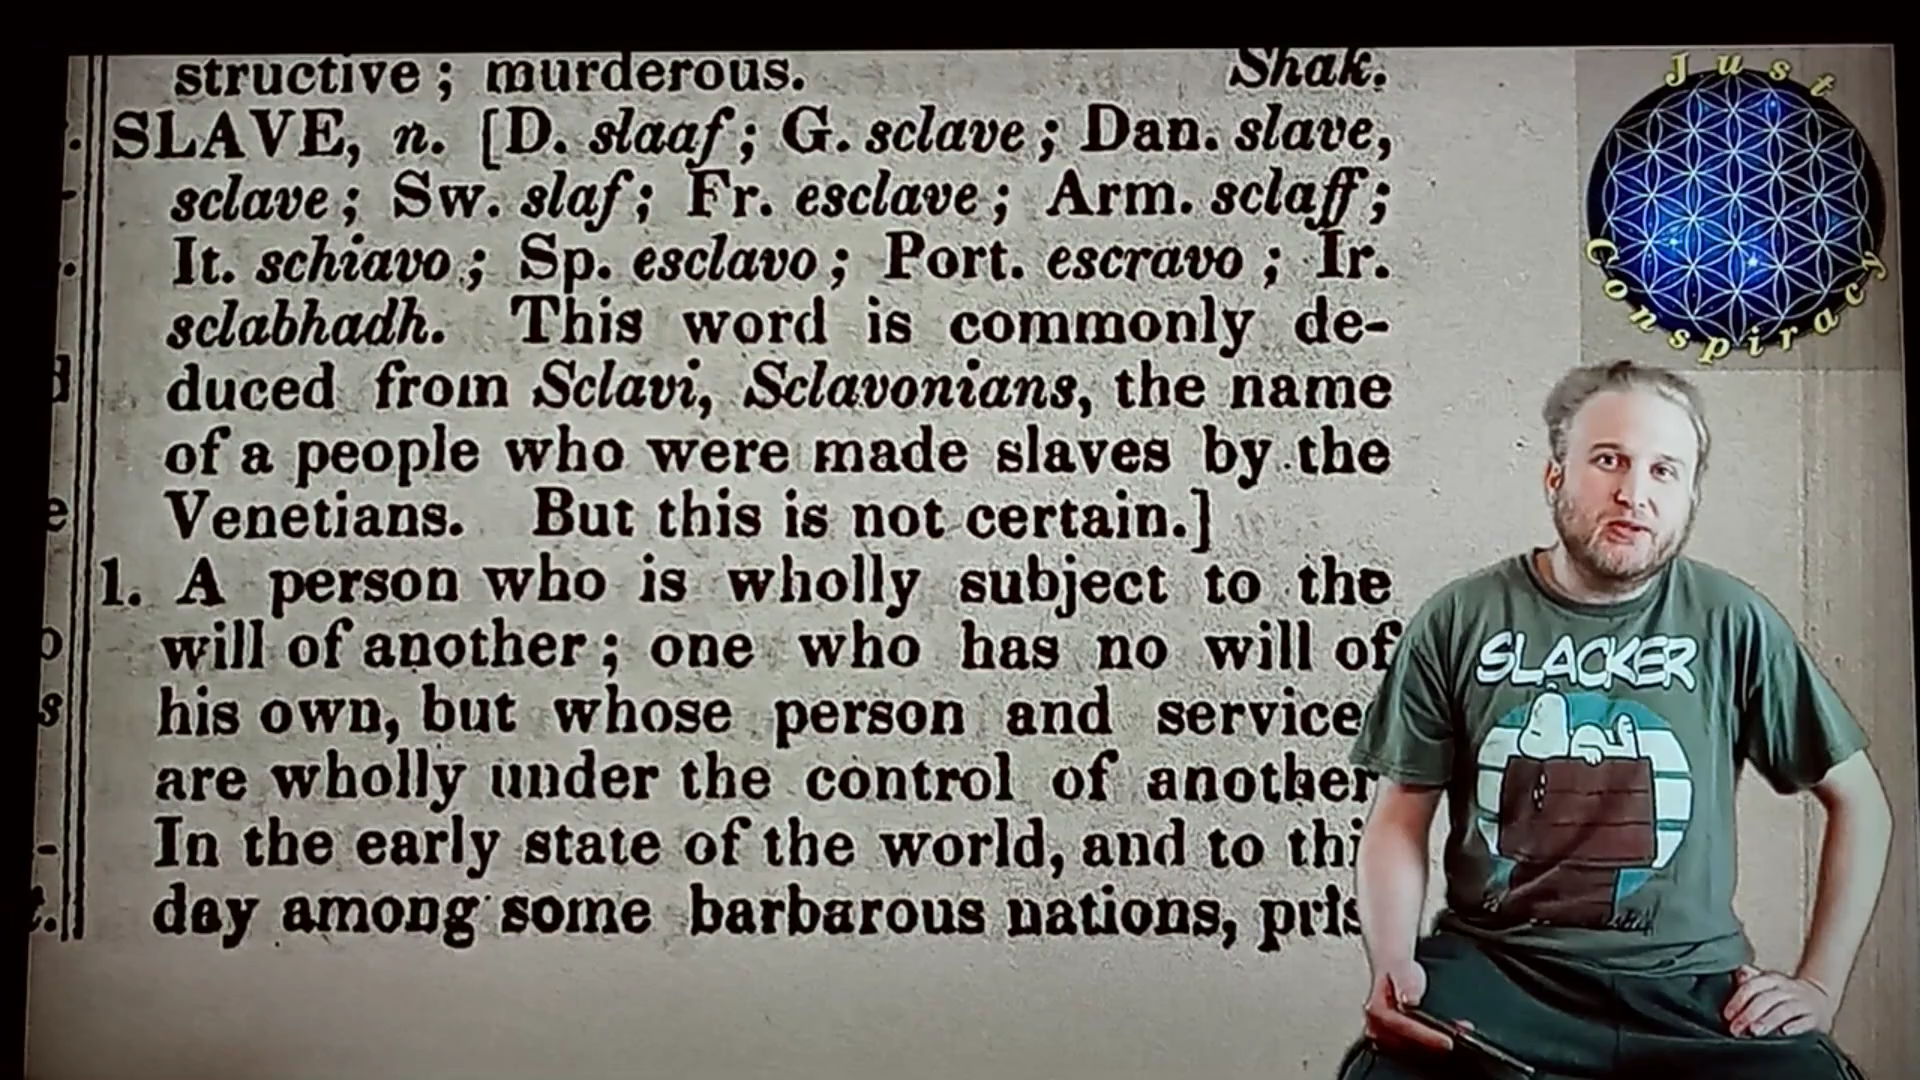 structive; murderous. Shak.
SLAVE, n. [D. slaaf; G. sclave; Dan. slave,
sclave; Sw. slaf; Fr. esclave; Arm. sclaff;
It. schiavo; Sp. esclavo; Port. escravo; Ir.
sclabhadh. This word is commonly de-
duced from Sclavi, Sclavonians, the name
of a people who were made slaves by the
Venetians. But this is not certain.]
1. A person who is wholly subject to the
will of another; one who has no will of
his own, but whose person and service
are wholly under the control of another
In the early state of the world, and to thi
day among some barbarous nations, pris
Just
Conspiracy
SLACKER